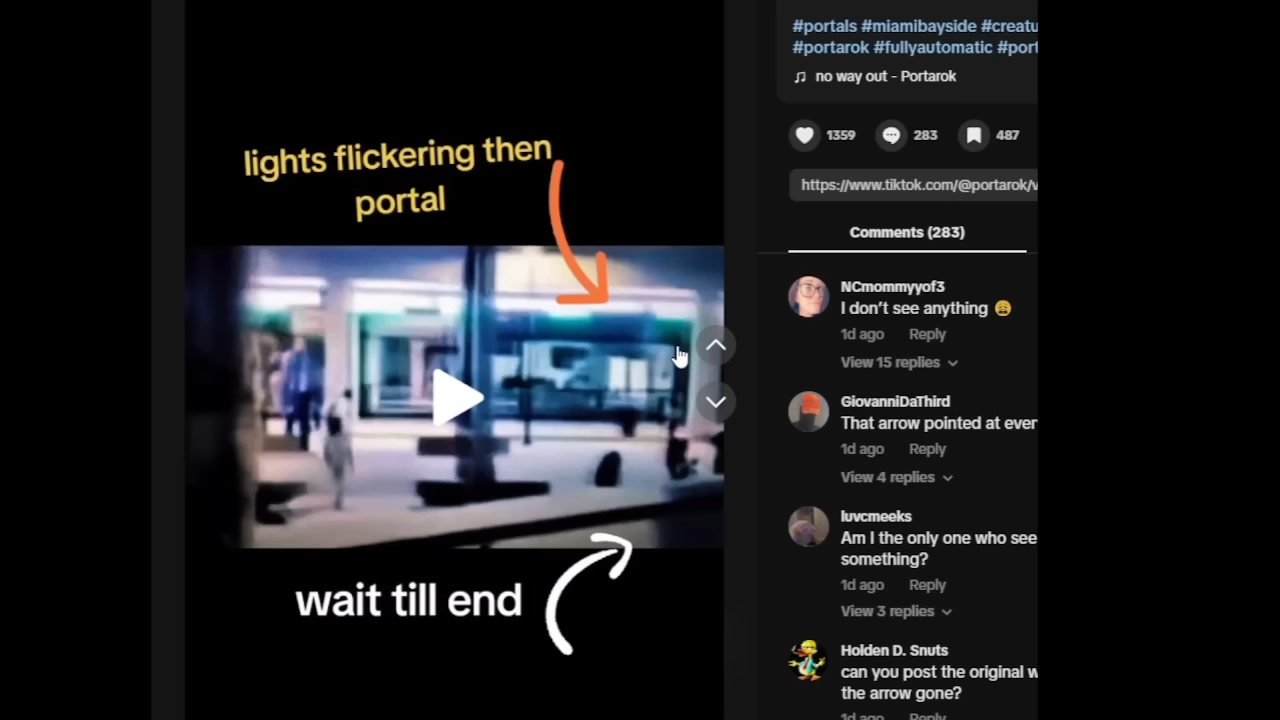 lights flickering then
portal
wait till end
#portals #miamibayside
#portarok #fullyautomatic
no way out - Portarok
1359
283
487
https://www.tiktok.com/@portarok/
Comments (283)
NCmommyyof3
I don't see anything 😩
1d ago Reply
View 15 replies
GiovanniDaThird
That arrow pointed at
1d ago Reply
View 4 replies
luvcmeeks
Am I the only one who see
something?
1d ago Reply
View 3 replies
Holden D. Snuts
can you post the original
the arrow gone?
1d ago Reply